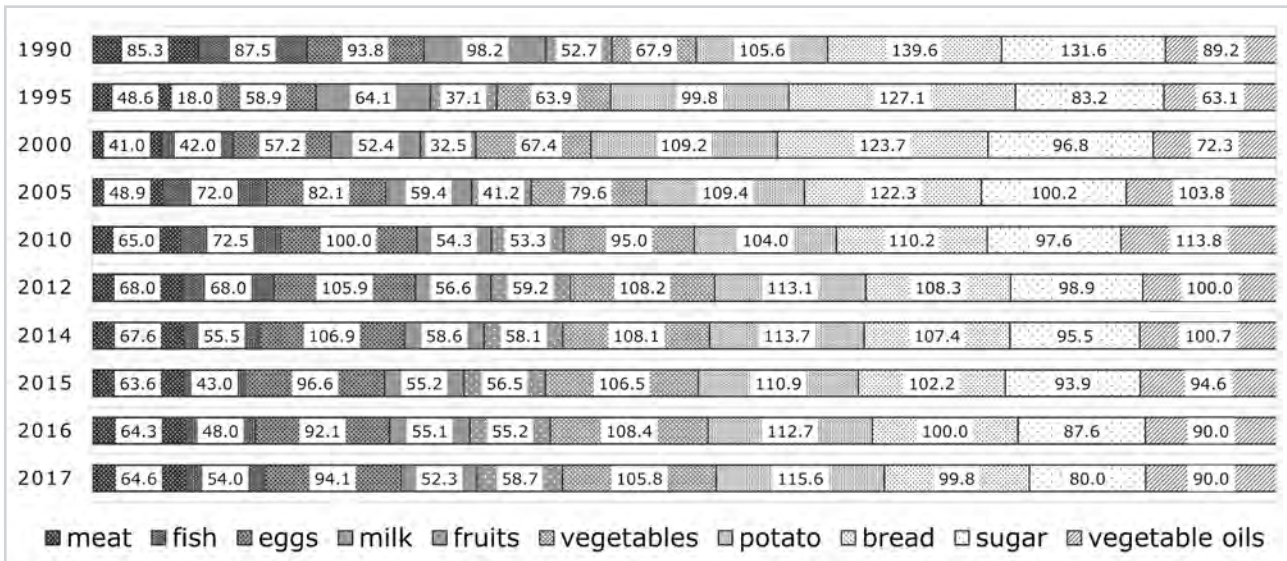 1990 85.3 87.5 93.8 98.2 52.7 67.9 105.6 139.6 131.6 89.2
1995 48.6 18.0 58.9 64.1 37.1 63.9 99.8 127.1 83.2 63.1
2000 41.0 42.0 57.2 52.4 32.5 67.4 109.2 123.7 96.8 72.3
2005 48.9 72.0 82.1 59.4 41.2 79.6 109.4 122.3 100.2 103.8
2010 65.0 72.5 100.0 54.3 53.3 95.0 104.0 110.2 97.6 113.8
2012 68.0 68.0 105.9 56.6 59.2 108.2 113.1 108.3 98.9 100.0
2014 67.6 55.5 106.9 58.6 58.1 108.1 113.7 107.4 95.5 100.7
2015 63.6 43.0 96.6 55.2 56.5 106.5 110.9 102.2 93.9 94.6
2016 64.3 48.0 92.1 55.1 55.2 108.4 112.7 100.0 87.6 90.0
2017 64.6 54.0 94.1 52.3 58.7 105.8 115.6 99.8 80.0 90.0
meat fish eggs milk fruits vegetables potato bread sugar vegetable oils